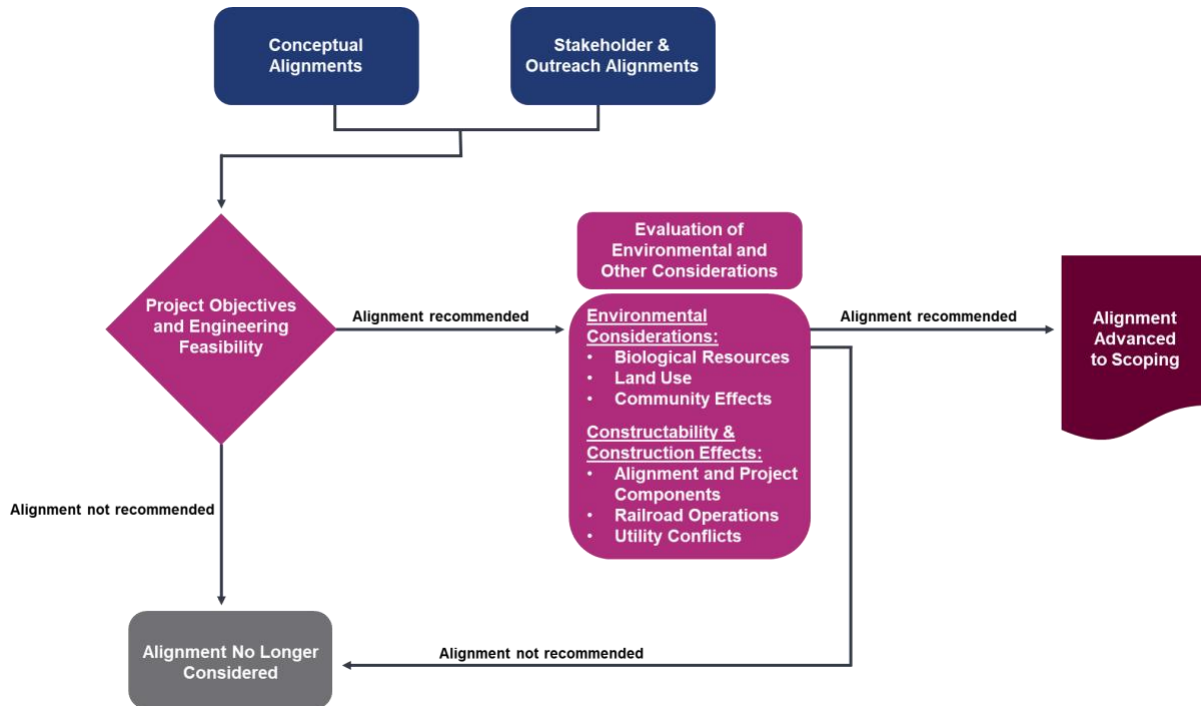 Conceptual
Alignments
Stakeholder &
Outreach Alignments
Project Objectives
and Engineering
Feasibility
Alignment recommended
Evaluation of
Environmental and
Other Considerations
Environmental
Considerations:
• Biological Resources
• Land Use
• Community Effects
Constructability &
Construction Effects:
• Alignment and Project
Components
• Railroad Operations
• Utility Conflicts
Alignment recommended
Alignment
Advanced
to Scoping
Alignment not recommended
Alignment No Longer
Considered
Alignment not recommended